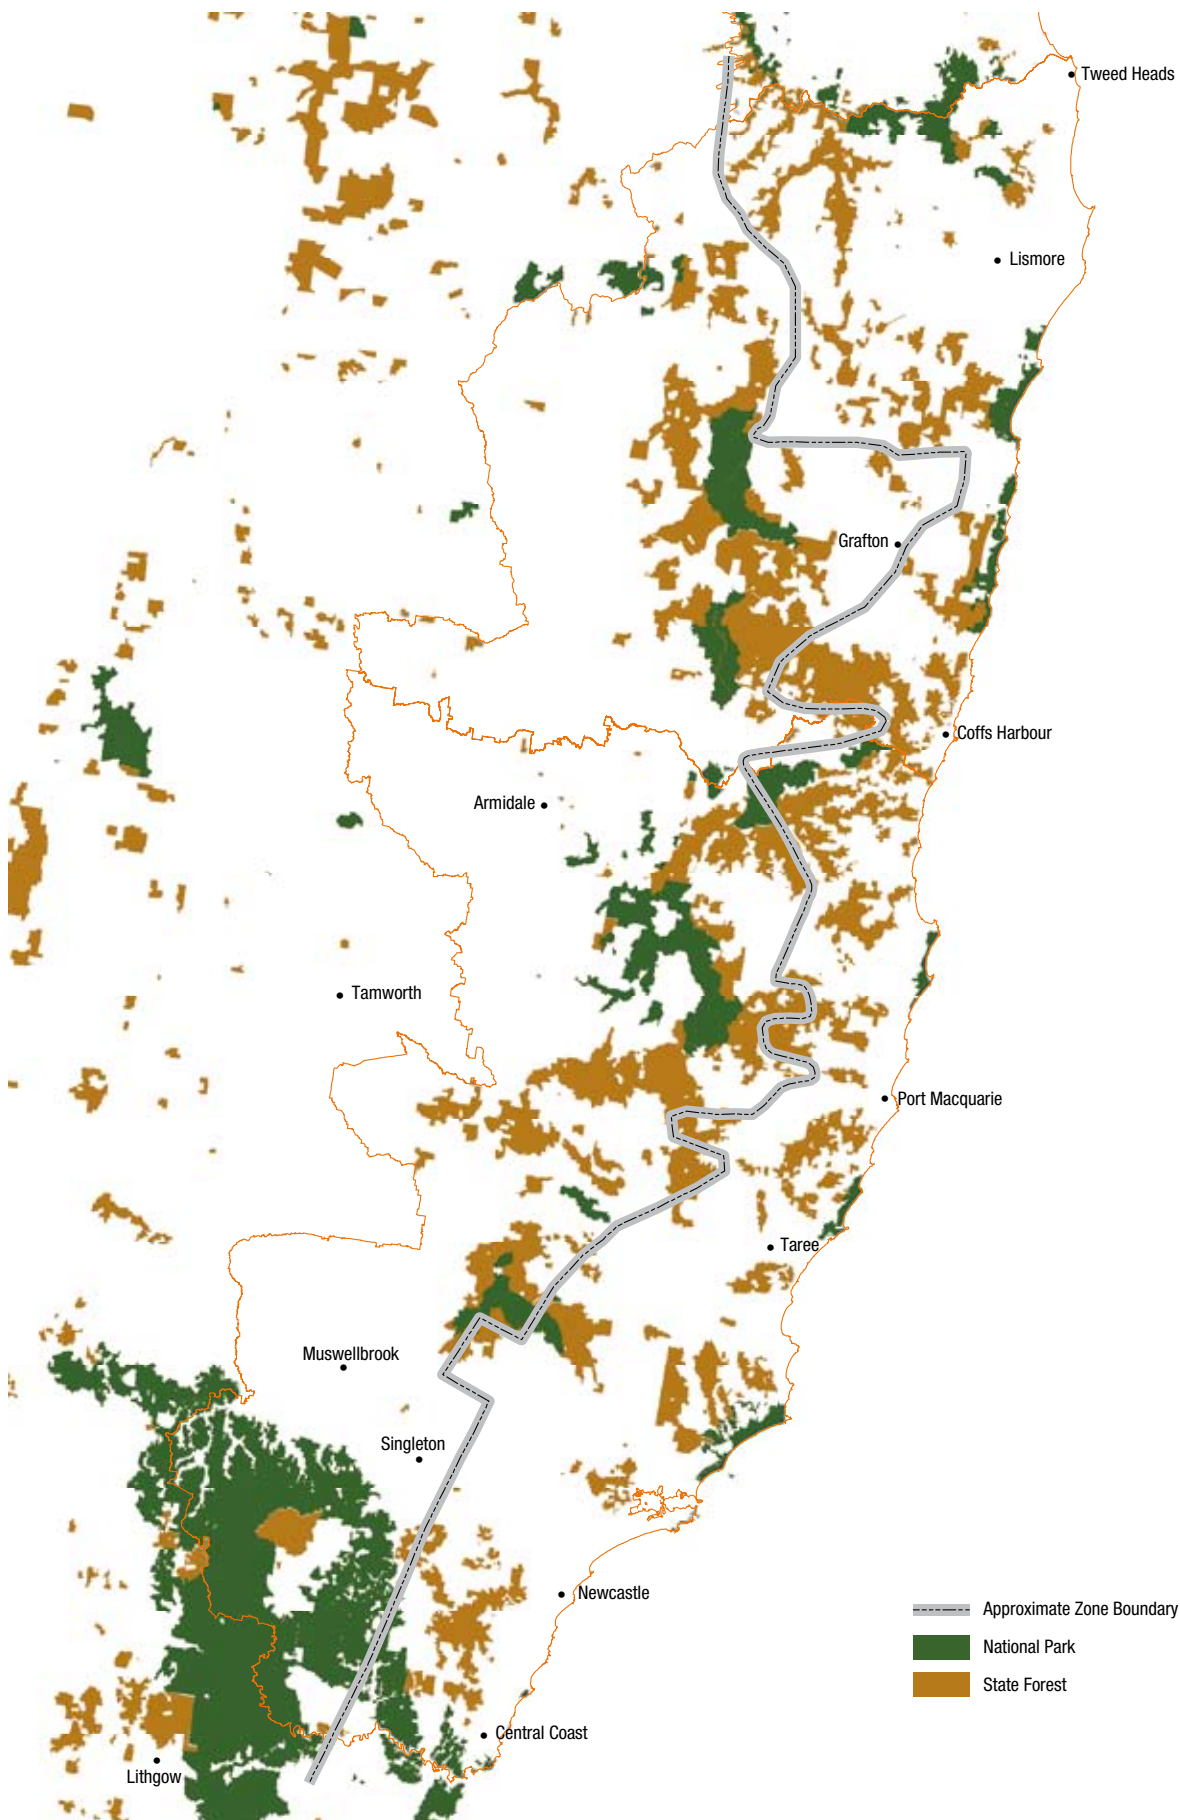 Tweed Heads
Lismore
Grafton
Coffs Harbour
Armidale
Tamworth
Port Macquarie
Taree
Muswellbrook
Singleton
Newcastle
Approximate Zone Boundary
National Park
State Forest
Central Coast
Lithgow